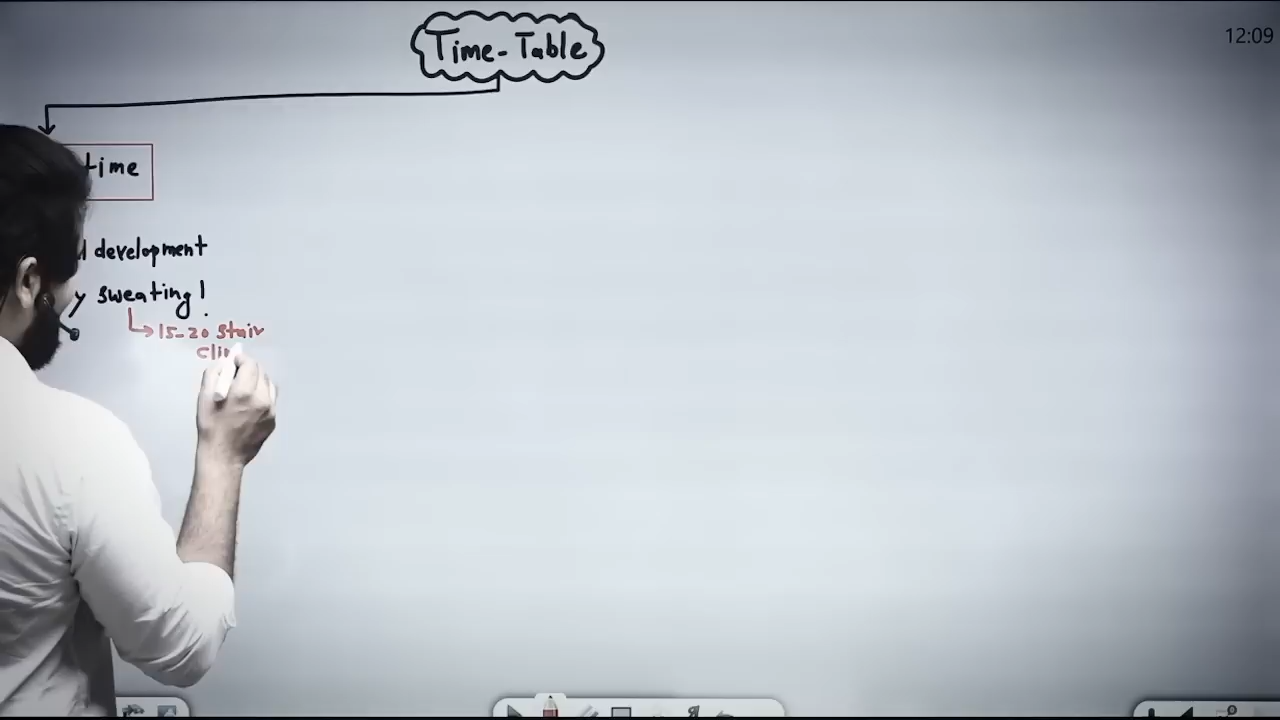 Time-Table
12:09
time
development
sweating!
15-20 stair